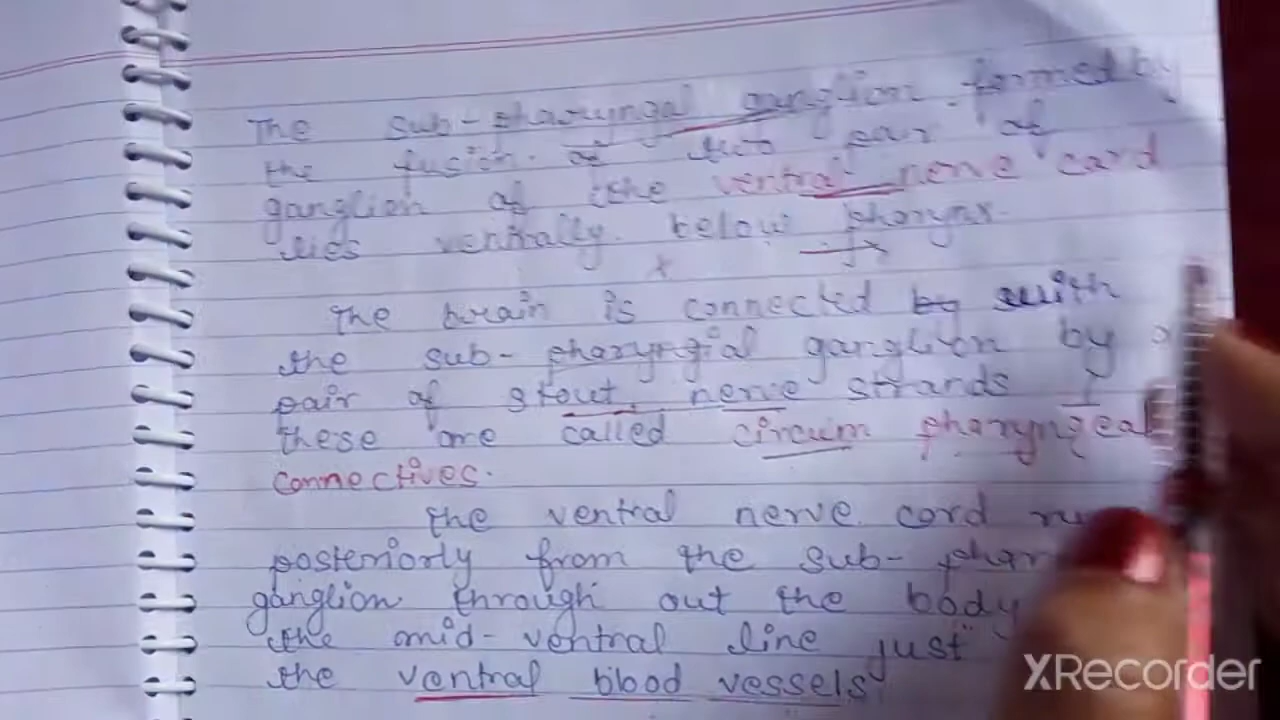 The sub-pharyngal ganglion formed by
the fusion of two pair of
ganglion of the ventral nerve card
lies ventrally below pharynx.
The brain is connected by with
the sub-pharyngial ganglion by a
pair of stout nerve strands
these are called circum pharyngeal
connectives.
The ventral nerve cord
posteriorly from the sub-
ganglion through out the body
the mid-ventral line just
the ventral blood vessels
XRecorder